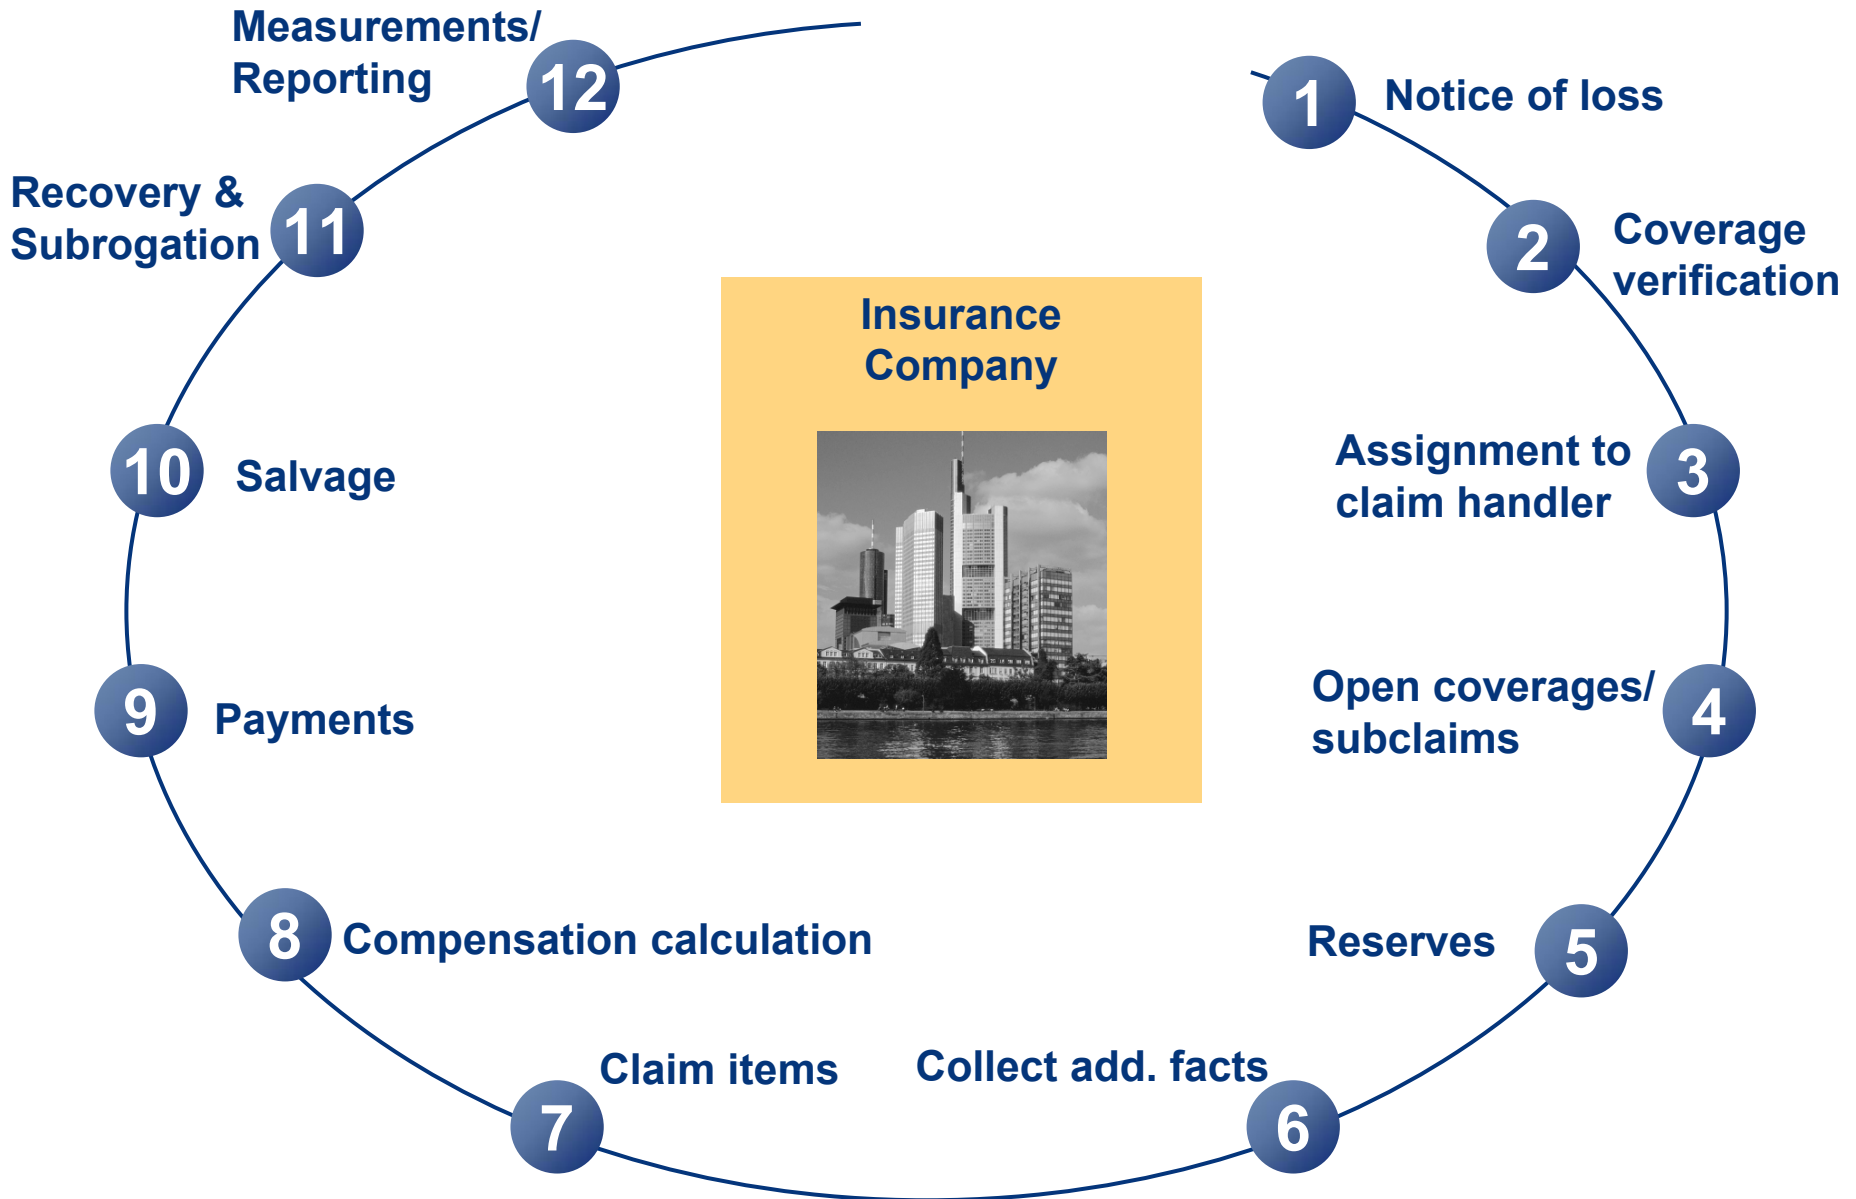 Insurance
Company
1
Notice of loss
2
Coverage
verification
3
Assignment to
claim handler
4
Open coverages/
subclaims
5
Reserves
6
Collect add. facts
7
Claim items
8
Compensation calculation
9
Payments
10
Salvage
11
Recovery &
Subrogation
12
Measurements/
Reporting